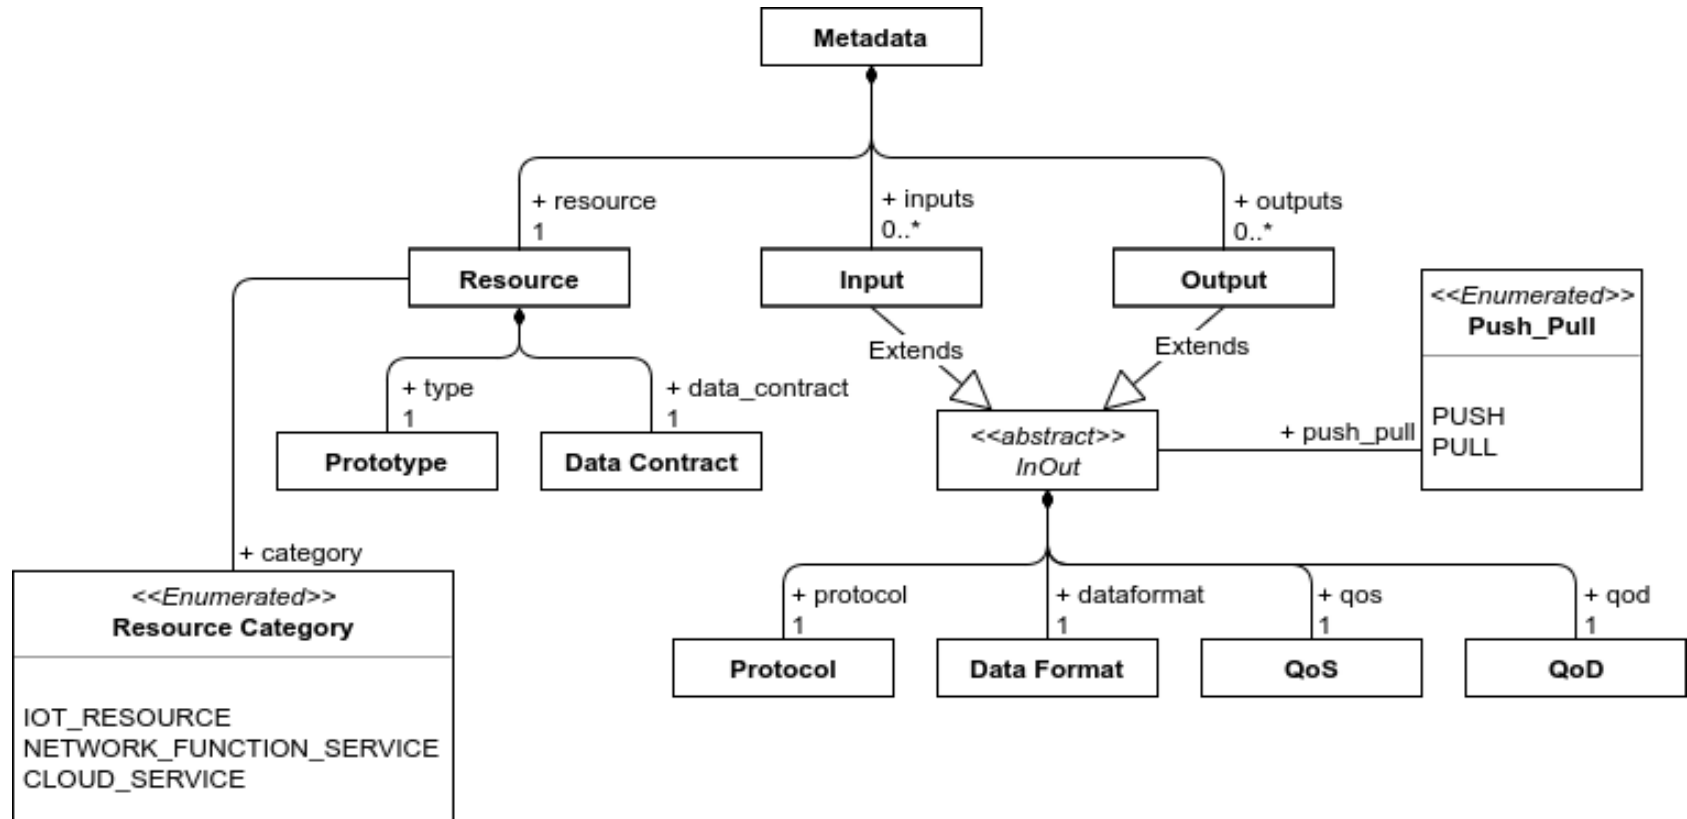 Metadata
+ resource
1
+ inputs
0..*
+ outputs
0..*
Resource
Input
Output
<<Enumerated>>
Push_Pull
PUSH
PULL
Extends
Extends
+ type
1
+ data_contract
1
+ push_pull
Prototype
Data Contract
<<abstract>>
InOut
+ category
<<Enumerated>>
Resource Category
IOT_RESOURCE
NETWORK_FUNCTION_SERVICE
CLOUD_SERVICE
+ protocol
1
+ dataformat
1
+ qos
1
+ qod
1
Protocol
Data Format
QoS
QoD